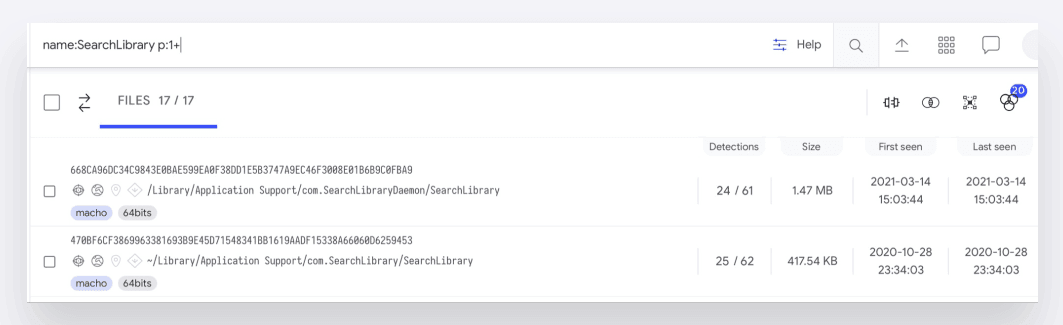 name:SearchLibrary p:1+
Help
FILES 17 / 17
20
Detections Size First seen Last seen
668CA96DC34C9843E0BAE599EA0F38DD1E5B3747A9EC46F3008E01B6B9C0FBA9
/Library/Application Support/com.SearchLibraryDaemon/SearchLibrary
24 / 61
1.47 MB
2021-03-14
15:03:44
2021-03-14
15:03:44
macho 64bits
470BF6CF3869963381693B9E45D71548341BB1619AADF15338A66060D6259453
~/Library/Application Support/com.SearchLibrary/SearchLibrary
25 / 62
417.54 KB
2020-10-28
23:34:03
2020-10-28
23:34:03
macho 64bits